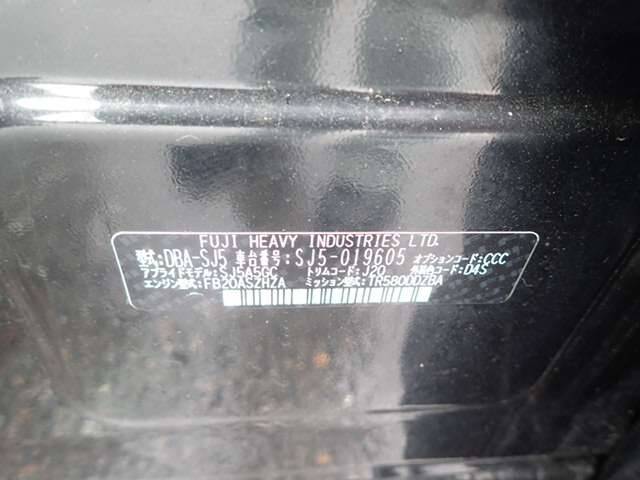 FUJI HEAVY INDUSTRIES LTD.
型式:DBA-SJ5 車台番号:SJ5-019605 オプションコード:CCC
アプライドモデル:SJ5A5GC トリムコード:J20 外装色コード:D4S
エンジン型式:FB20ASZHZA ミッション型式:TR580DDZBA